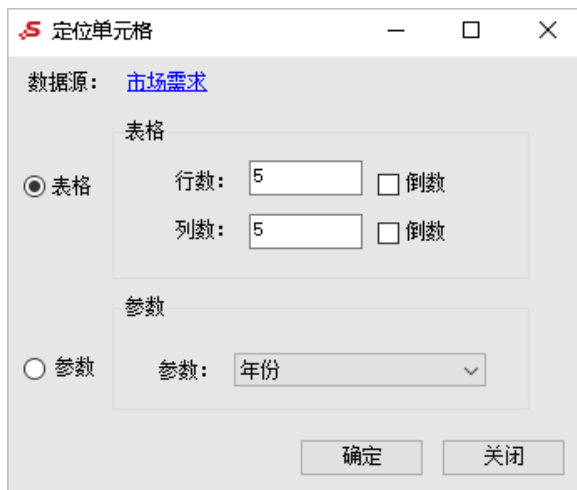 定位单元格
数据源： 市场需求
表格
表格
行数： 5 倒数
列数： 5 倒数
参数
参数
参数： 年份
确定 关闭